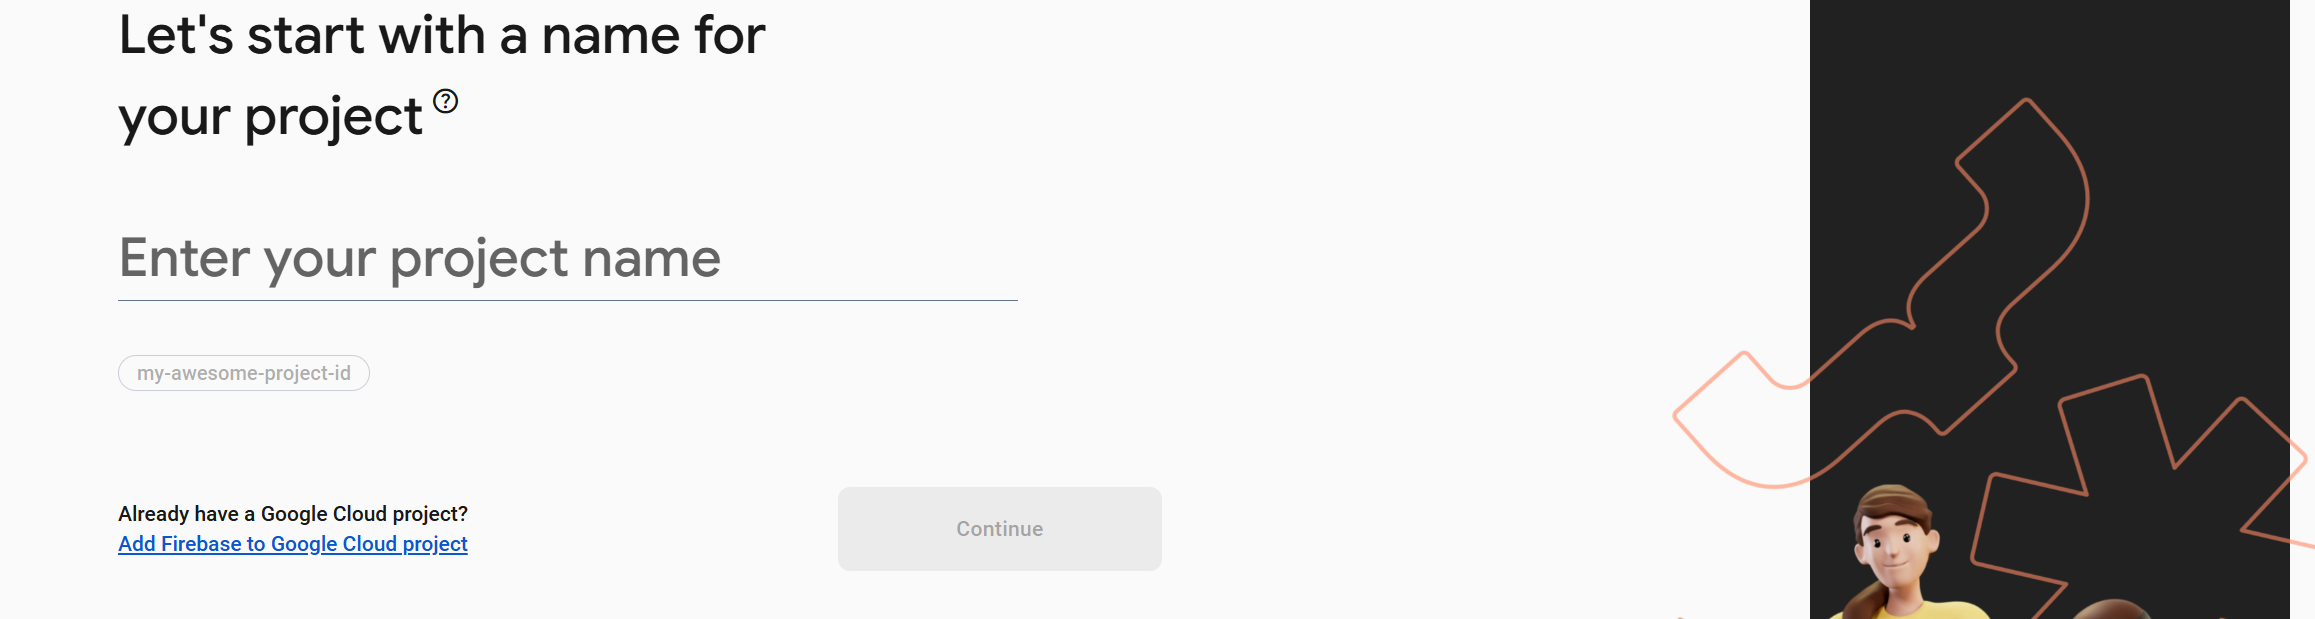 Let's start with a name for
your project
Enter your project name
my-awesome-project-id
Already have a Google Cloud project?
Add Firebase to Google Cloud project
Continue